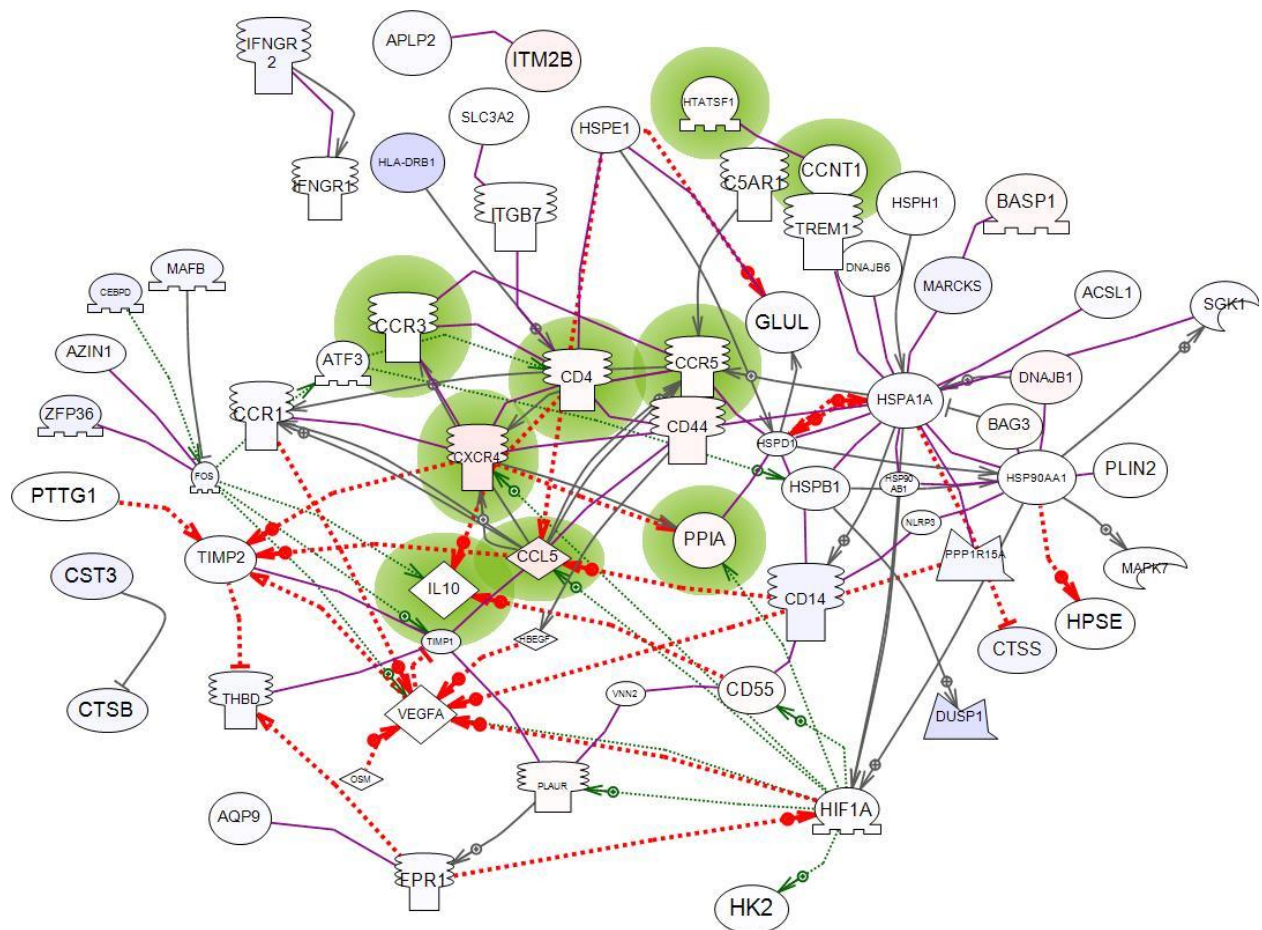 IFNGR
2
APLP2
ITM2B
HTATSF1
SLC3A2
HSPE1
HLA-DRB1
IFNGR1
C5AR1
CCNT1
ITGB7
HSPH1
BASP1
TREM1
DNAJB6
MARCKS
MAFB
CEBPD
ACSL1
SGK1
GLUL
CCR3
AZIN1
ATF3
CD4
CCR5
DNAJB1
HSPA1A
ZFP36
CCR1
CD44
BAG3
CXCR4
HSPD1
FOS
PLIN2
HSP90AA1
PTTG1
HSPB1
HSP90
AB1
NLRP3
PPIA
TIMP2
CCL5
PPP1R15A
MAPK7
CST3
IL10
CD14
HPSE
TIMP1
HBEGF
CTSS
CTSB
THBD
CD55
VNN2
VEGFA
DUSP1
OSM
PLAUR
HIF1A
AQP9
FPR1
HK2